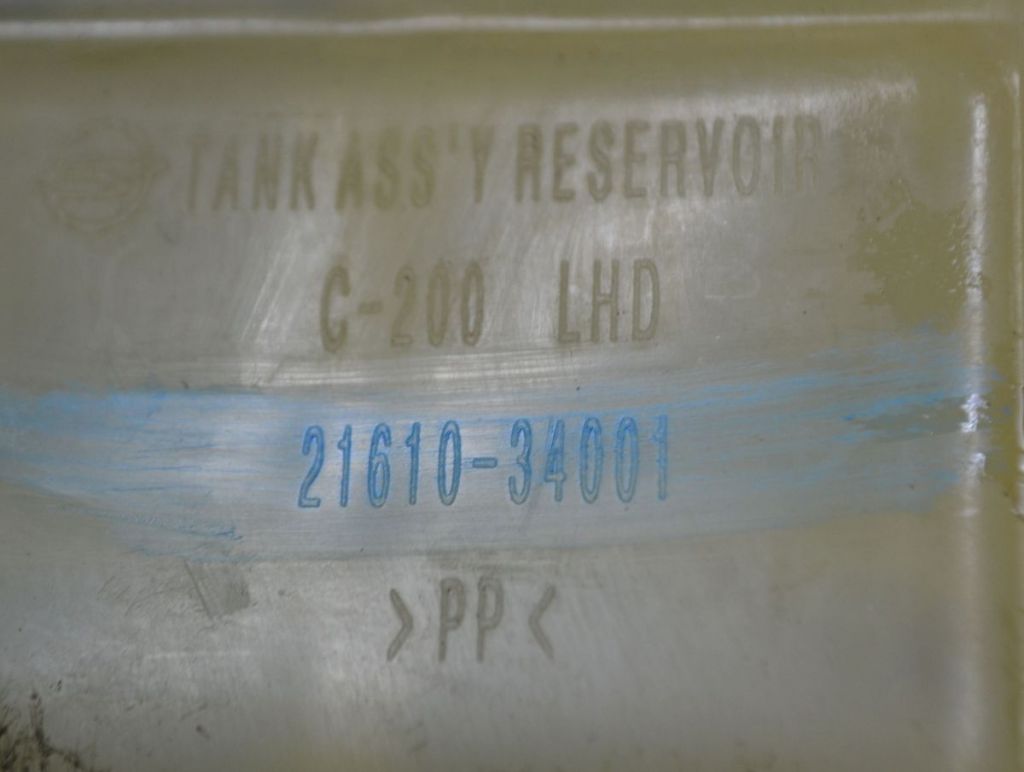 TANK ASS'Y RESERVOIR
C-200 LHD
21610-34001
>PP<